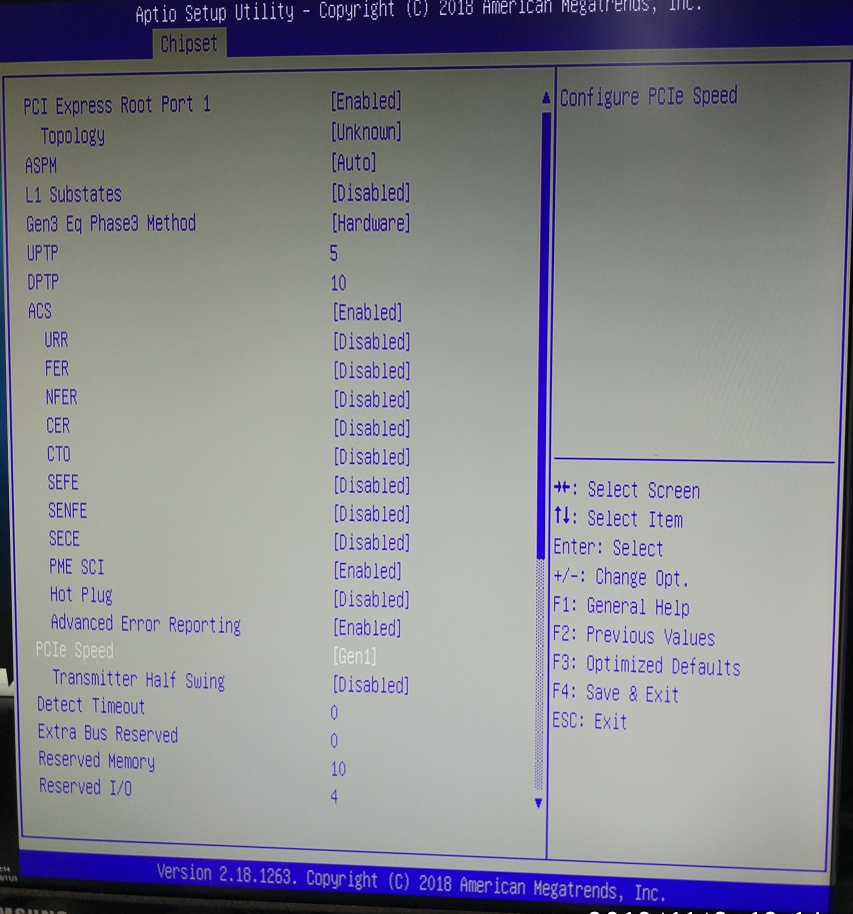 Aptio Setup Utility – Copyright (C) 2018 American Megatrends, Inc.
Chipset
PCI Express Root Port 1 [Enabled]
Topology [Unknown]
ASPM [Auto]
L1 Substates [Disabled]
Gen3 Eq Phase3 Method [Hardware]
UPTP 5
DPTP 10
ACS [Enabled]
URR [Disabled]
FER [Disabled]
NFER [Disabled]
CER [Disabled]
CTO [Disabled]
SEFE [Disabled]
SENFE [Disabled]
SECE [Disabled]
PME SCI [Enabled]
Hot Plug [Disabled]
Advanced Error Reporting [Enabled]
PCIe Speed [Gen1]
Transmitter Half Swing [Disabled]
Detect Timeout 0
Extra Bus Reserved 0
Reserved Memory 10
Reserved I/O 4
Configure PCIe Speed
→←: Select Screen
↑↓: Select Item
Enter: Select
+/-: Change Opt.
F1: General Help
F2: Previous Values
F3: Optimized Defaults
F4: Save & Exit
ESC: Exit
Version 2.18.1263. Copyright (C) 2018 American Megatrends, Inc.